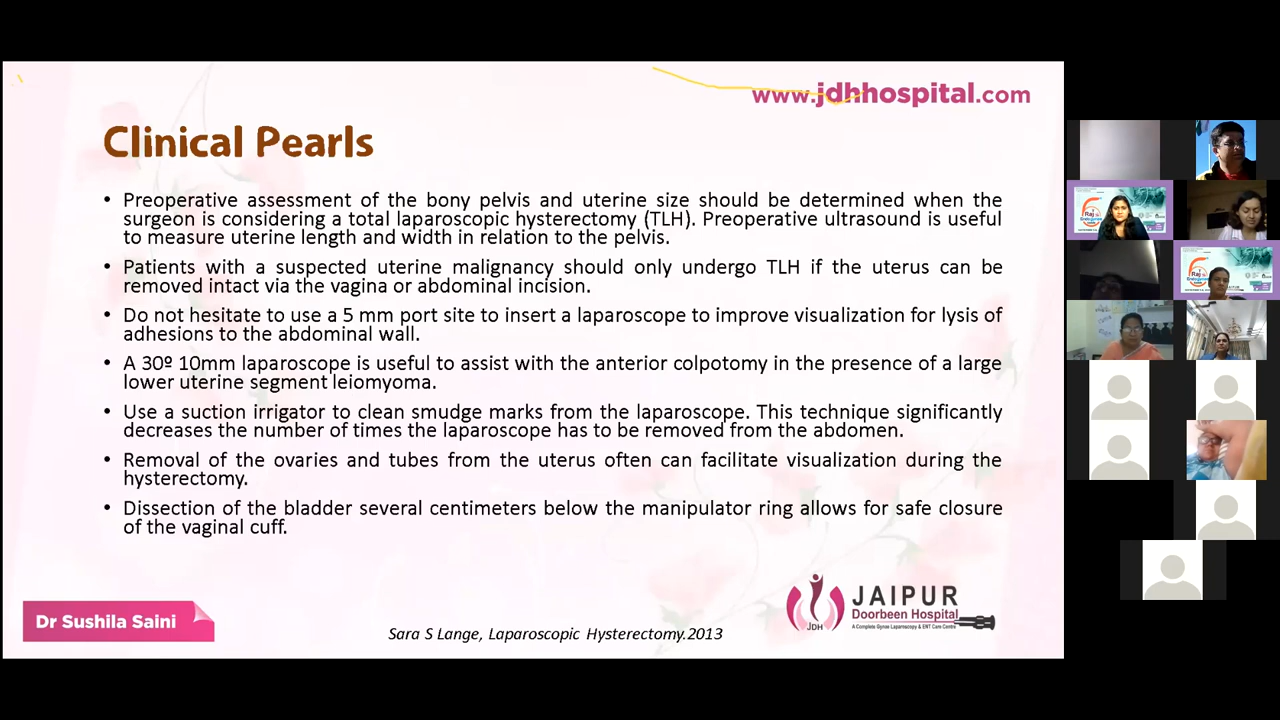 www.jdhhospital.com
Clinical Pearls
• Preoperative assessment of the bony pelvis and uterine size should be determined when the
surgeon is considering a total laparoscopic hysterectomy (TLH). Preoperative ultrasound is useful
to measure uterine length and width in relation to the pelvis.
• Patients with a suspected uterine malignancy should only undergo TLH if the uterus can be
removed intact via the vagina or abdominal incision.
• Do not hesitate to use a 5 mm port site to insert a laparoscope to improve visualization for lysis of
adhesions to the abdominal wall.
• A 30º 10mm laparoscope is useful to assist with the anterior colpotomy in the presence of a large
lower uterine segment leiomyoma.
• Use a suction irrigator to clean smudge marks from the laparoscope. This technique significantly
decreases the number of times the laparoscope has to be removed from the abdomen.
• Removal of the ovaries and tubes from the uterus often can facilitate visualization during the
hysterectomy.
• Dissection of the bladder several centimeters below the manipulator ring allows for safe closure
of the vaginal cuff.
Dr Sushila Saini
Sara S Lange, Laparoscopic Hysterectomy.2013
JDH
JAIPUR
Doorbeen Hospital
A Complete Gynae Laparoscopy & ENT Care Centre